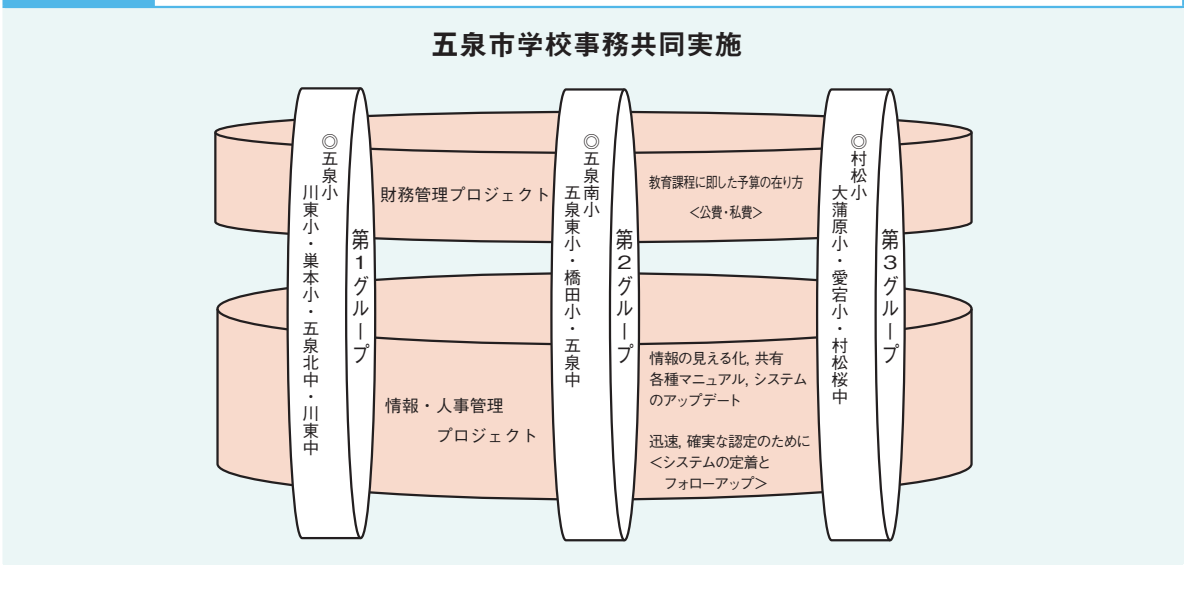 五泉市学校事務共同実施
◎五泉小
川東小・巣本小・五泉北中・川東中
第1グループ
財務管理プロジェクト
情報・人事管理
プロジェクト
◎五泉南小
五泉東小・橋田小・五泉中
第2グループ
教育課程に即した予算の在り方
＜公費・私費＞
情報の見える化, 共有
各種マニュアル, システム
のアップデート
迅速, 確実な認定のために
＜システムの定着と
フォローアップ＞
◎村松小
大蒲原小・愛宕小・村松桜中
第3グループ